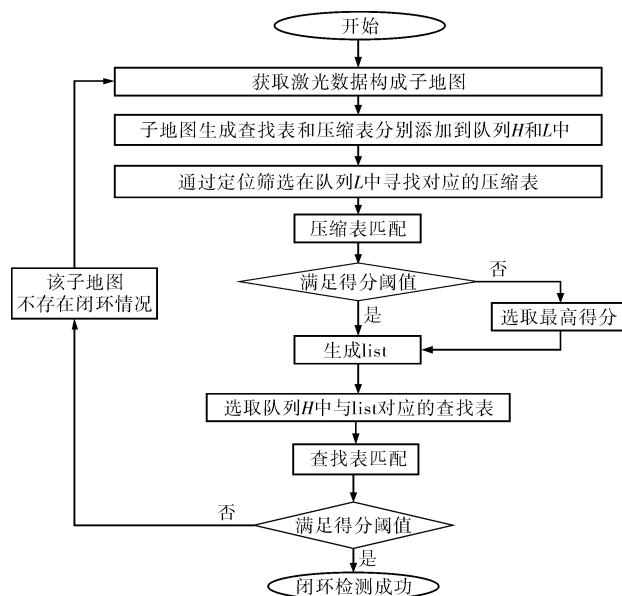 开始
获取激光数据构成子地图
子地图生成查找表和压缩表分别添加到队列H和L中
通过定位筛选在队列L中寻找对应的压缩表
压缩表匹配
满足得分阈值
否
是
选取最高得分
该子地图
不存在闭环情况
生成list
选取队列H中与list对应的查找表
查找表匹配
满足得分阈值
否
是
闭环检测成功